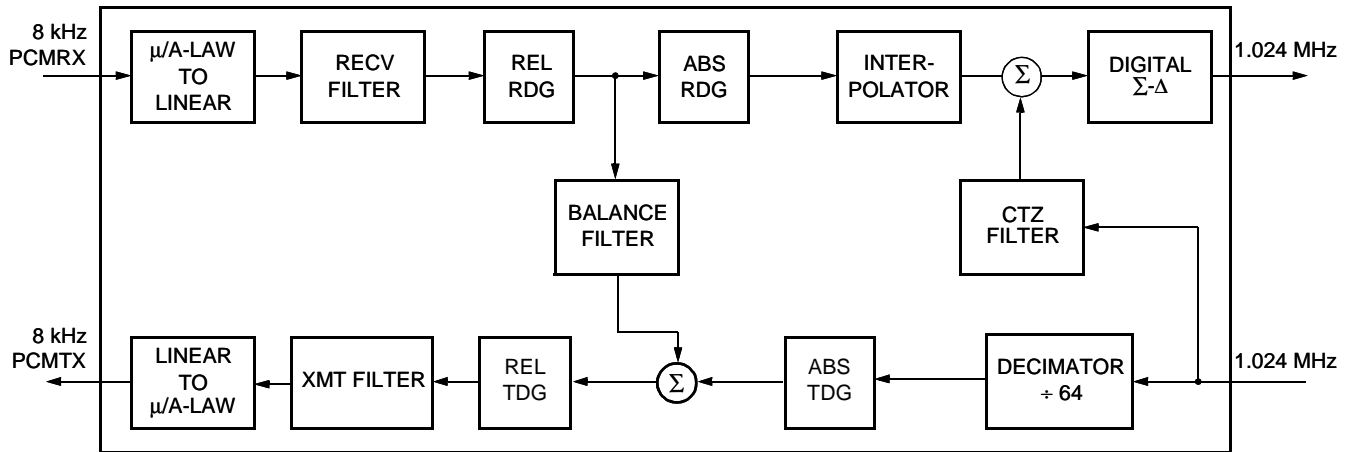 8 kHz
PCMRX
μ/A-LAW
TO
LINEAR
RECV
FILTER
REL
RDG
ABS
RDG
INTER-
POLATOR
Σ
DIGITAL
Σ-Δ
1.024 MHz
BALANCE
FILTER
CTZ
FILTER
8 kHz
PCMTX
LINEAR
TO
μ/A-LAW
XMT FILTER
REL
TDG
Σ
ABS
TDG
DECIMATOR
÷ 64
1.024 MHz